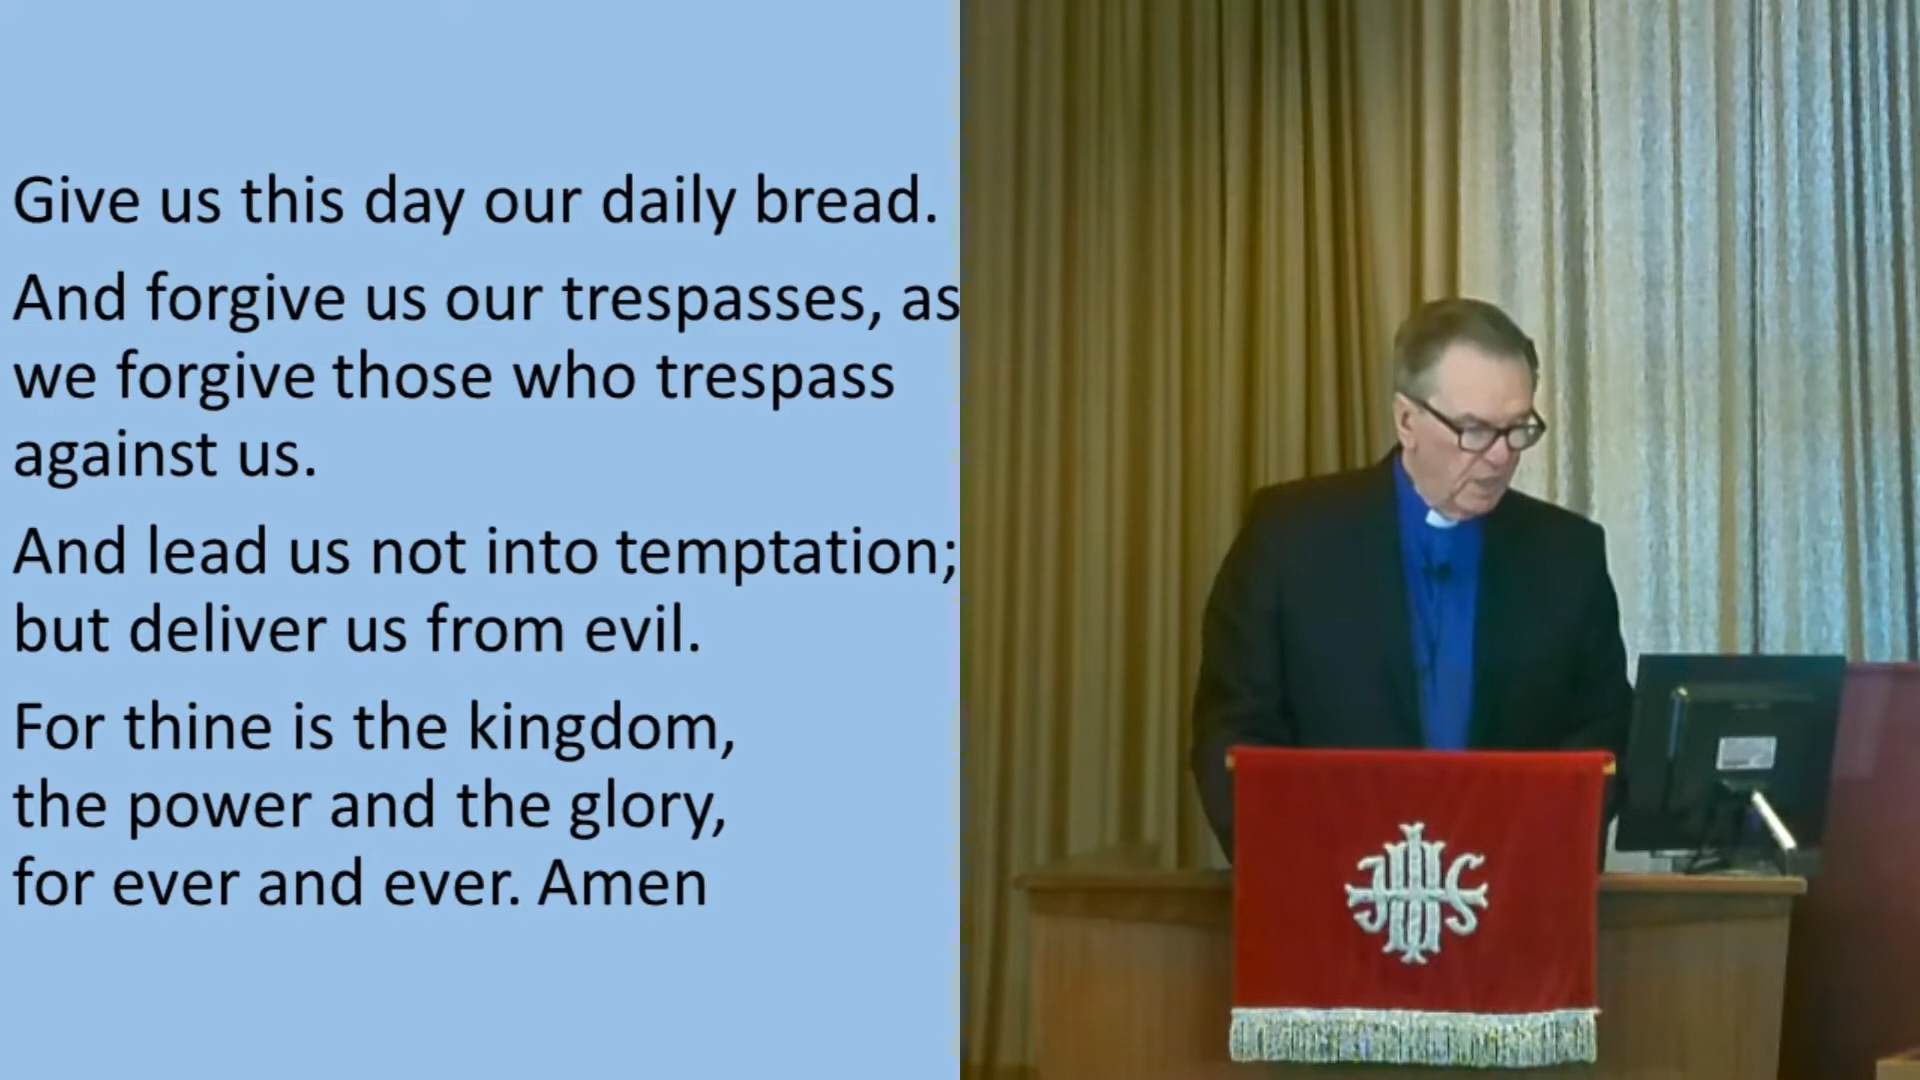 Give us this day our daily bread.
And forgive us our trespasses, as
we forgive those who trespass
against us.
And lead us not into temptation;
but deliver us from evil.
For thine is the kingdom,
the power and the glory,
for ever and ever. Amen
IHS